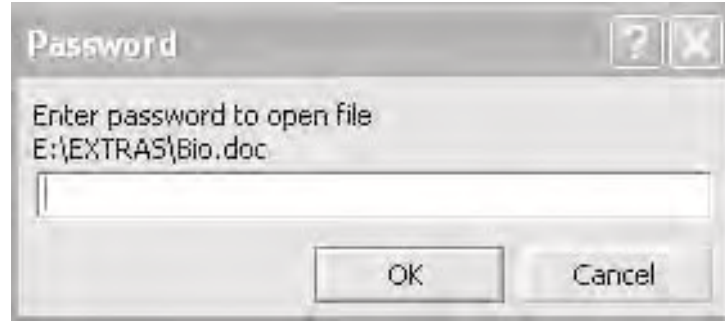 Password
Enter password to open file
E:\EXTRAS\Bio.doc
OK
Cancel